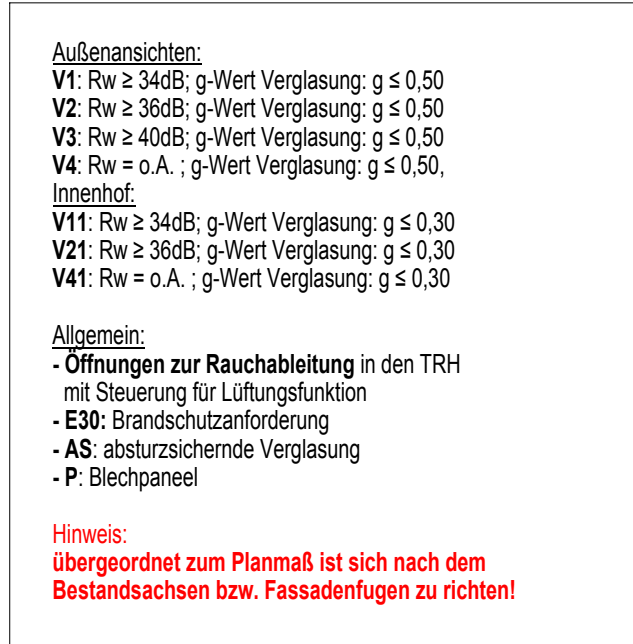 Außenansichten:
V1: Rw ≥ 34dB; g-Wert Verglasung: g ≤ 0,50
V2: Rw ≥ 36dB; g-Wert Verglasung: g ≤ 0,50
V3: Rw ≥ 40dB; g-Wert Verglasung: g ≤ 0,50
V4: Rw = o.A. ; g-Wert Verglasung: g ≤ 0,50,
Innenhof:
V11: Rw ≥ 34dB; g-Wert Verglasung: g ≤ 0,30
V21: Rw ≥ 36dB; g-Wert Verglasung: g ≤ 0,30
V41: Rw = o.A. ; g-Wert Verglasung: g ≤ 0,30
Allgemein:
- Öffnungen zur Rauchableitung in den TRH
mit Steuerung für Lüftungsfunktion
- E30: Brandschutzanforderung
- AS: absturzsichernde Verglasung
- P: Blechpaneel
Hinweis:
übergeordnet zum Planmaß ist sich nach dem
Bestandsachsen bzw. Fassadenfugen zu richten!